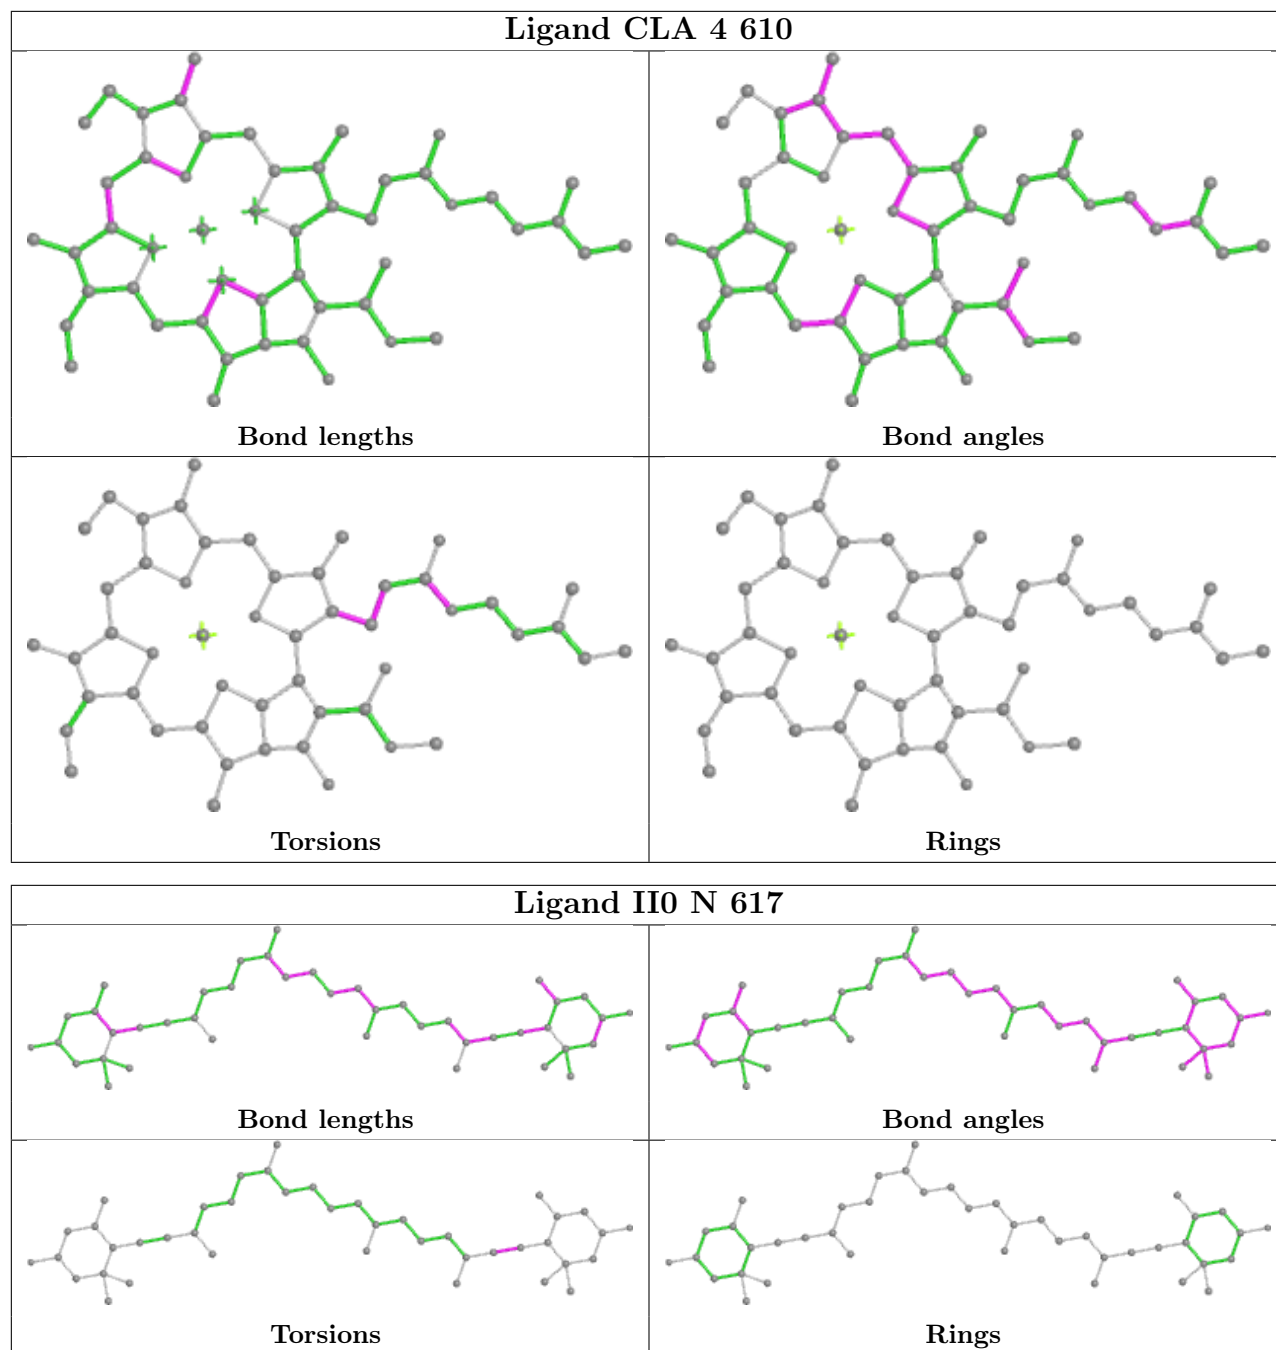 Ligand CLA 4 610
Bond lengths
Bond angles
Torsions
Rings
Ligand II0 N 617
Bond lengths
Bond angles
Torsions
Rings